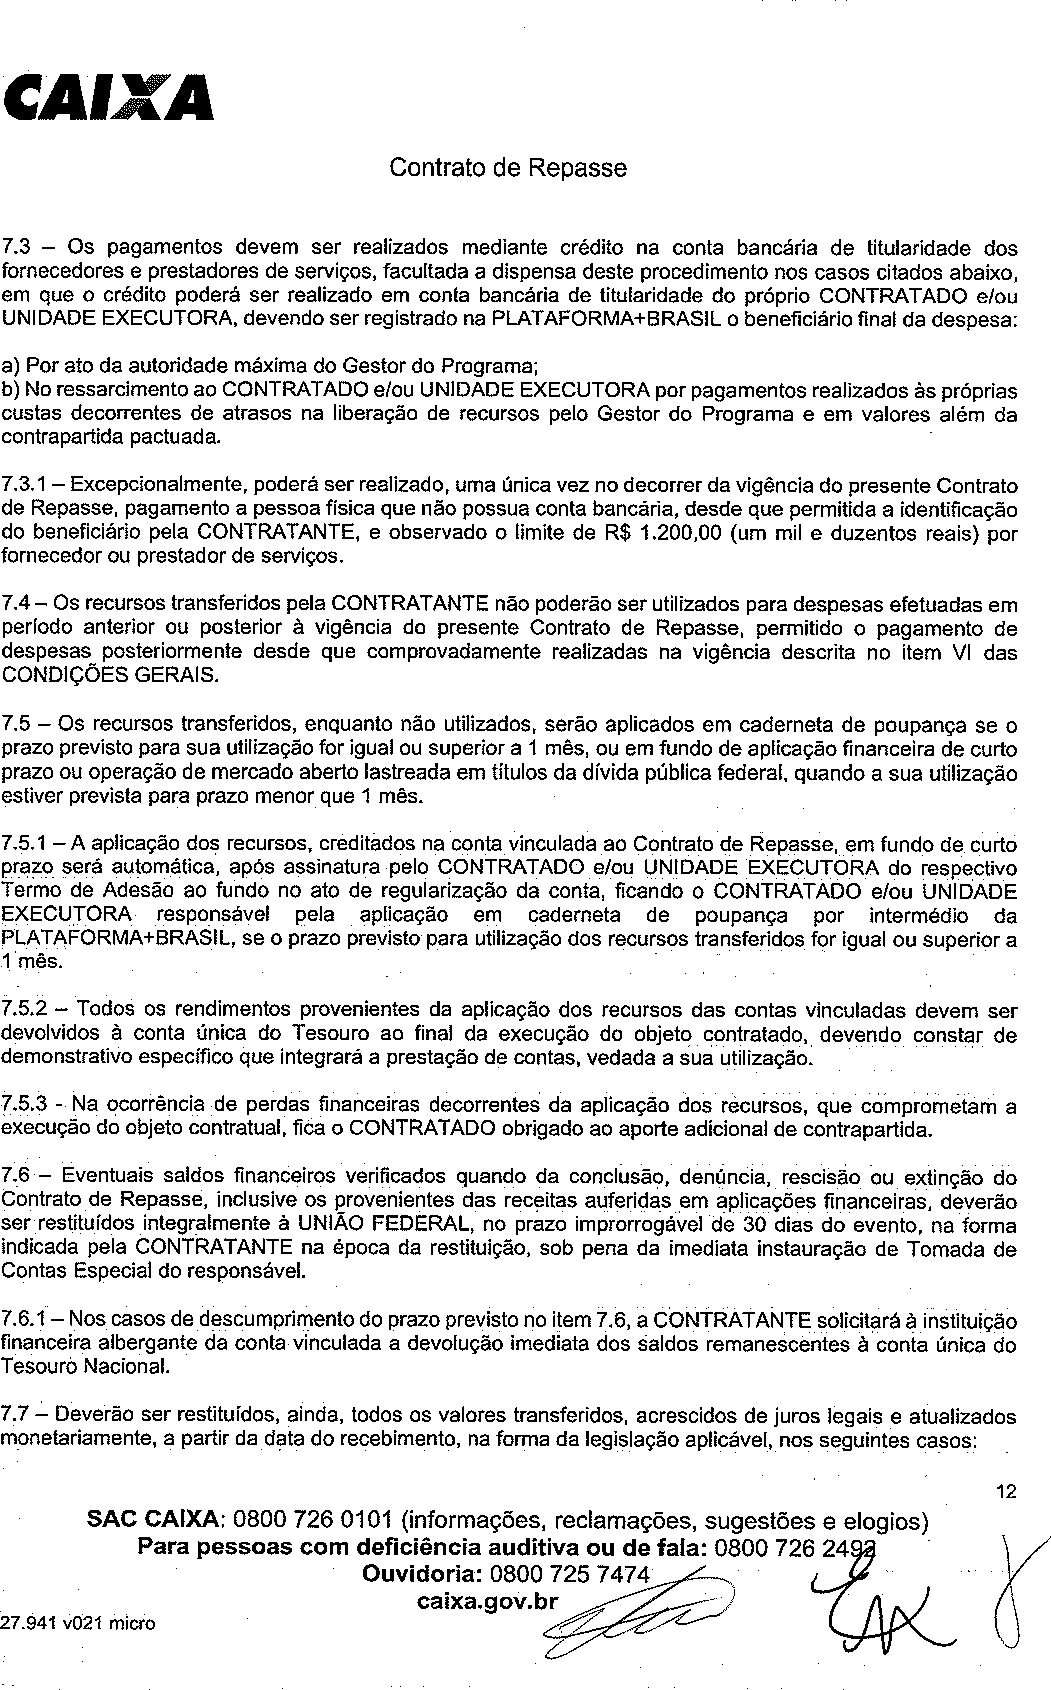 CAIXA
Contrato de Repasse
7.3 – Os pagamentos devem ser realizados mediante crédito na conta bancária de titularidade dos
fornecedores e prestadores de serviços, facultada a dispensa deste procedimento nos casos citados abaixo,
em que o crédito poderá ser realizado em conta bancária de titularidade do próprio CONTRATADO e/ou
UNIDADE EXECUTORA, devendo ser registrado na PLATAFORMA+BRASIL o beneficiário final da despesa:
a) Por ato da autoridade máxima do Gestor do Programa;
b) No ressarcimento ao CONTRATADO e/ou UNIDADE EXECUTORA por pagamentos realizados às próprias
custas decorrentes de atrasos na liberação de recursos pelo Gestor do Programa e em valores além da
contrapartida pactuada.
7.3.1 – Excepcionalmente, poderá ser realizado, uma única vez no decorrer da vigência do presente Contrato
de Repasse, pagamento a pessoa física que não possua conta bancária, desde que permitida a identificação
do beneficiário pela CONTRATANTE, e observado o limite de R$ 1.200,00 (um mil e duzentos reais) por
fornecedor ou prestador de serviços.
7.4 – Os recursos transferidos pela CONTRATANTE não poderão ser utilizados para despesas efetuadas em
período anterior ou posterior à vigência do presente Contrato de Repasse, permitido o pagamento de
despesas posteriormente desde que comprovadamente realizadas na vigência descrita no item VI das
CONDIÇÕES GERAIS.
7.5 – Os recursos transferidos, enquanto não utilizados, serão aplicados em caderneta de poupança se o
prazo previsto para sua utilização for igual ou superior a 1 mês, ou em fundo de aplicação financeira de curto
prazo ou operação de mercado aberto lastreada em títulos da dívida pública federal, quando a sua utilização
estiver prevista para prazo menor que 1 mês.
7.5.1 – A aplicação dos recursos, creditados na conta vinculada ao Contrato de Repasse, em fundo de curto
prazo será automática, após assinatura pelo CONTRATADO e/ou UNIDADE EXECUTORA do respectivo
Termo de Adesão ao fundo no ato de regularização da conta, ficando o CONTRATADO e/ou UNIDADE
EXECUTORA responsável pela aplicação em caderneta de poupança por intermédio da
PLATAFORMA+BRASIL, se o prazo previsto para utilização dos recursos transferidos for igual ou superior a
1 mês.
7.5.2 – Todos os rendimentos provenientes da aplicação dos recursos das contas vinculadas devem ser
devolvidos à conta única do Tesouro ao final da execução do objeto contratado, devendo constar de
demonstrativo específico que integrará a prestação de contas, vedada a sua utilização.
7.5.3 - Na ocorrência de perdas financeiras decorrentes da aplicação dos recursos, que comprometam a
execução do objeto contratual, fica o CONTRATADO obrigado ao aporte adicional de contrapartida.
7.6 – Eventuais saldos financeiros verificados quando da conclusão, denúncia, rescisão ou extinção do
Contrato de Repasse, inclusive os provenientes das receitas auferidas em aplicações financeiras, deverão
ser restituídos integralmente à UNIÃO FEDERAL, no prazo improrrogável de 30 dias do evento, na forma
indicada pela CONTRATANTE na época da restituição, sob pena da imediata instauração de Tomada de
Contas Especial do responsável.
7.6.1 – Nos casos de descumprimento do prazo previsto no item 7.6, a CONTRATANTE solicitará à instituição
financeira albergante da conta vinculada a devolução imediata dos saldos remanescentes à conta única do
Tesouro Nacional.
7.7 – Deverão ser restituídos, ainda, todos os valores transferidos, acrescidos de juros legais e atualizados
monetariamente, a partir da data do recebimento, na forma da legislação aplicável, nos seguintes casos:
12
SAC CAIXA: 0800 726 0101 (informações, reclamações, sugestões e elogios)
Para pessoas com deficiência auditiva ou de fala: 0800 726 2492
Ouvidoria: 0800 725 7474
caixa.gov.br
27.941 v021 micro